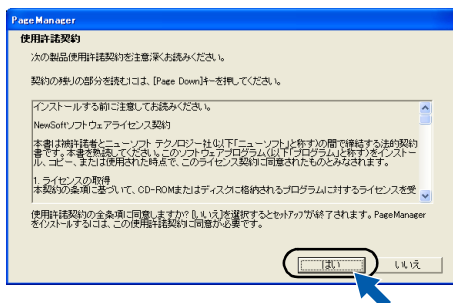 PageManager
使用許諾契約
次の製品使用許諾契約を注意深くお読みください。
契約の残りの部分を読むには、[Page Down]キーを押してください。
インストールする前に注意してお読みください。
NewSoftソフトウェアライセンス契約
本書は被許諾者とニューソフト テクノロジー社(以下「ニューソフト」と称す)の間で締結する法的契約
書です。本書を熟読してください。このソフトウェアプログラム(以下「プログラム」と称す)をインストー
ル、コピー、または使用された時点で、このライセンス契約に同意されたものとみなされます。
1. ライセンスの取得
本契約の条項に基づいて、CD-ROMまたはディスクに格納されるプログラムに対するライセンスを受
使用許諾契約の全条項に同意しますか？[いいえ]を選択するとセットアップが終了されます。PageManager
をインストールするには、この使用許諾契約に同意が必要です。
はい
いいえ